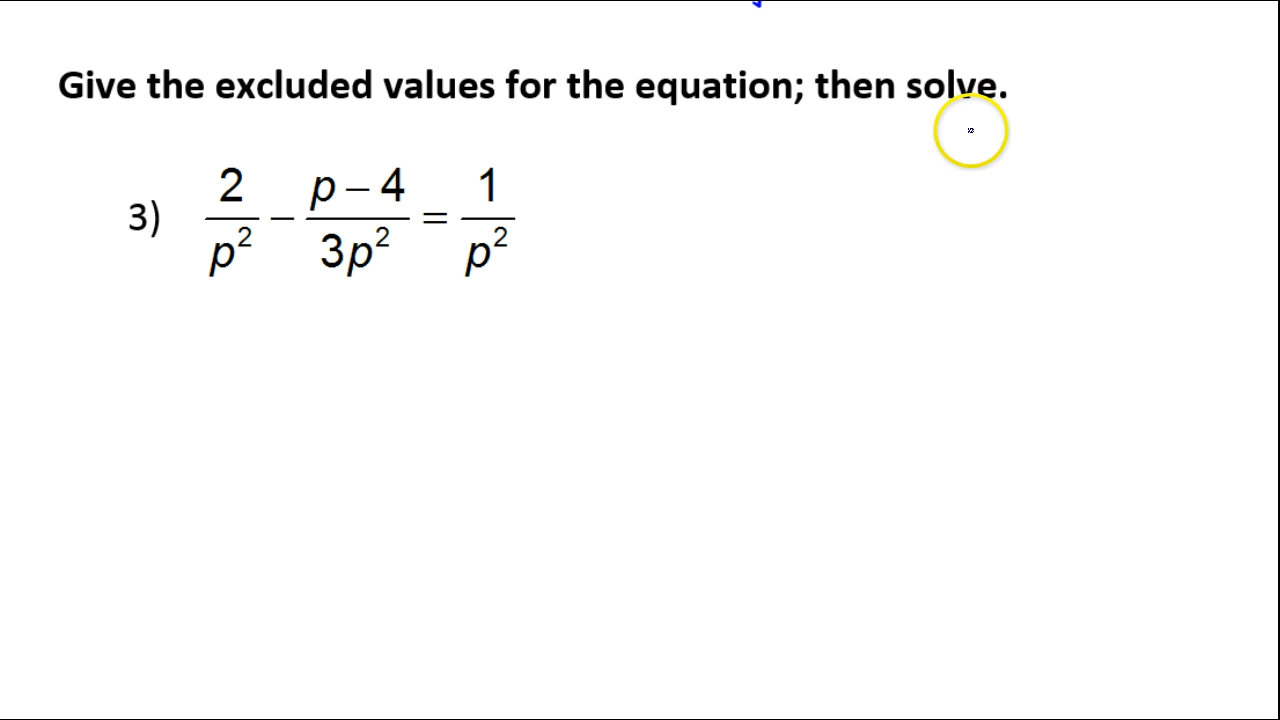 Give the excluded values for the equation; then solve.
3) 2/p² − (p − 4)/3p² = 1/p²